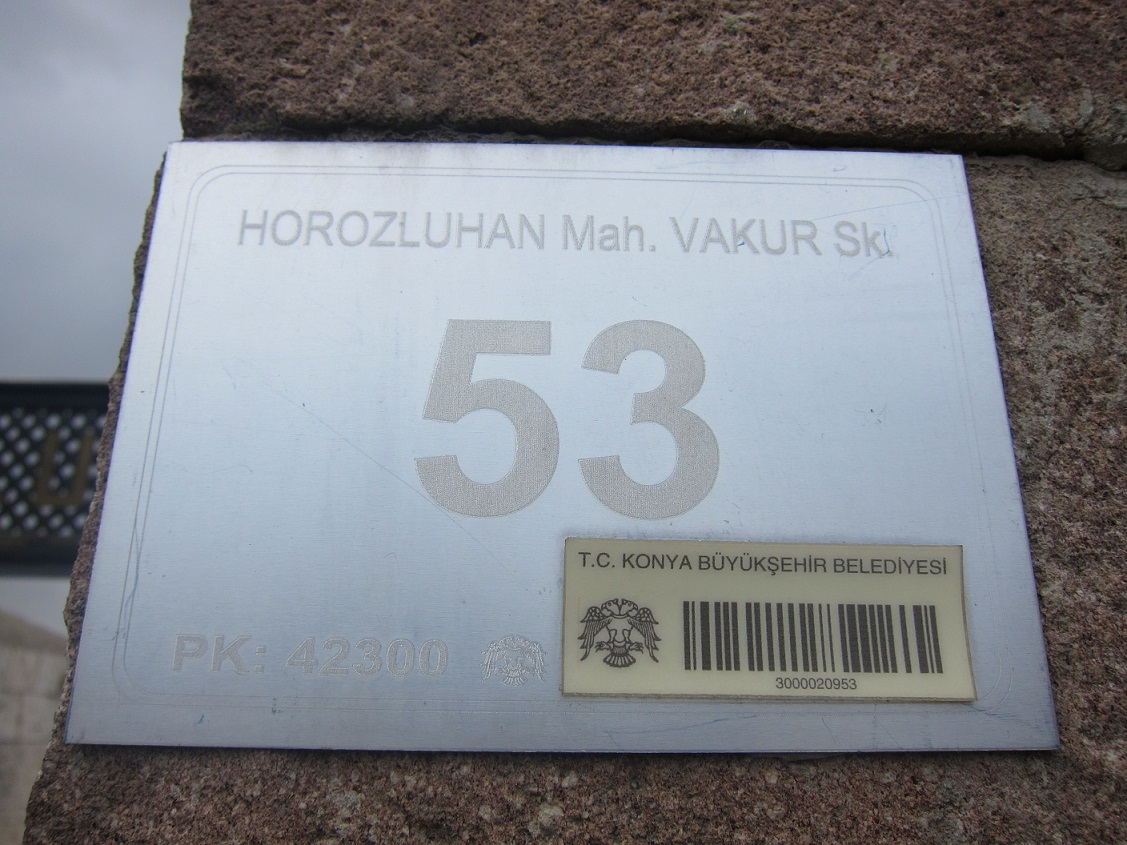 HOROZLUHAN Mah. VAKUR Sk.
53
PK: 42300
T.C. KONYA BÜYÜKŞEHİR BELEDİYESİ
3000020953